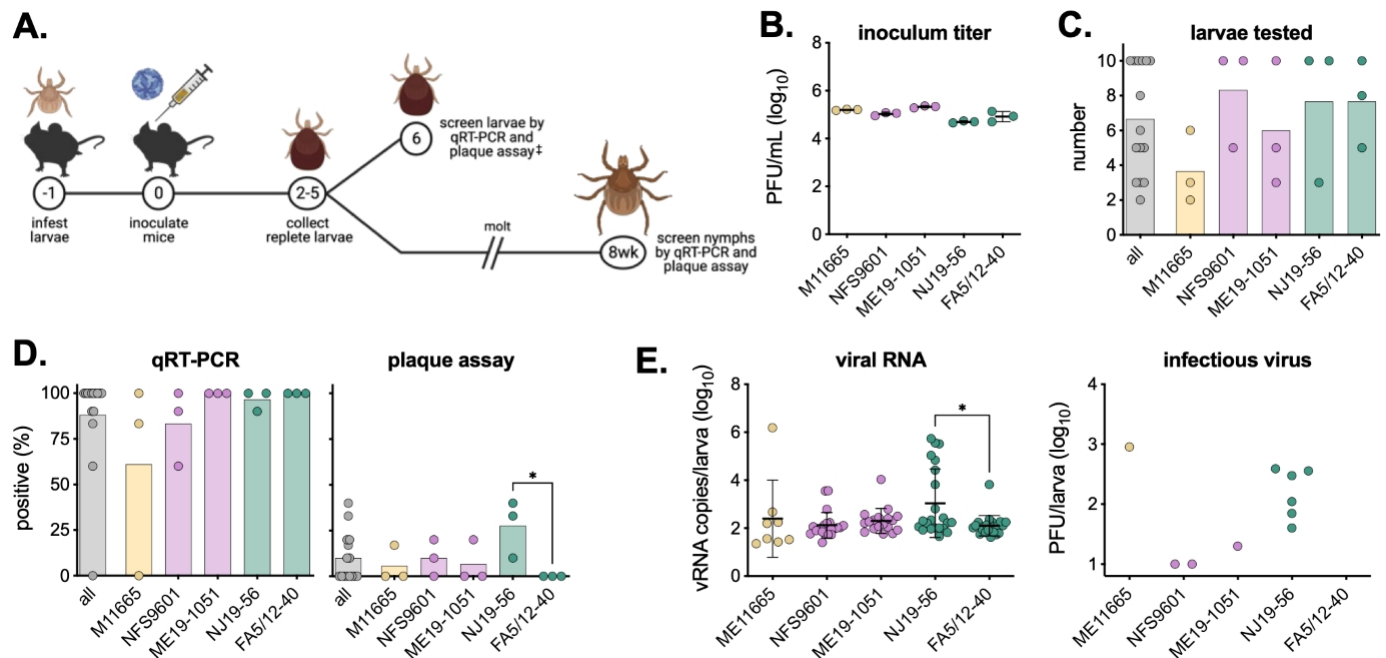 A.
-1
infest
larvae
0
inoculate
mice
2-5
collect
replete larvae
6
screen larvae by
qRT-PCR and
plaque assay‡
molt
8wk
screen nymphs
by qRT-PCR and
plaque assay
B.
inoculum titer
PFU/mL (log10)
8
6
4
2
0
M11665
NFS9601
ME19-1051
NJ19-56
FA5/12-40
C.
larvae tested
number
10
8
6
4
2
0
all
M11665
NFS9601
ME19-1051
NJ19-56
FA5/12-40
D.
qRT-PCR
positive (%)
100
75
50
25
0
all
M11665
NFS9601
ME19-1051
NJ19-56
FA5/12-40
plaque assay
*
all
M11665
NFS9601
ME19-1051
NJ19-56
FA5/12-40
E.
viral RNA
vRNA copies/larva (log10)
8
6
4
2
0
*
ME11665
NFS9601
ME19-1051
NJ19-56
FA5/12-40
infectious virus
PFU/larva (log10)
4
3
2
1
ME11665
NFS9601
ME19-1051
NJ19-56
FA5/12-40